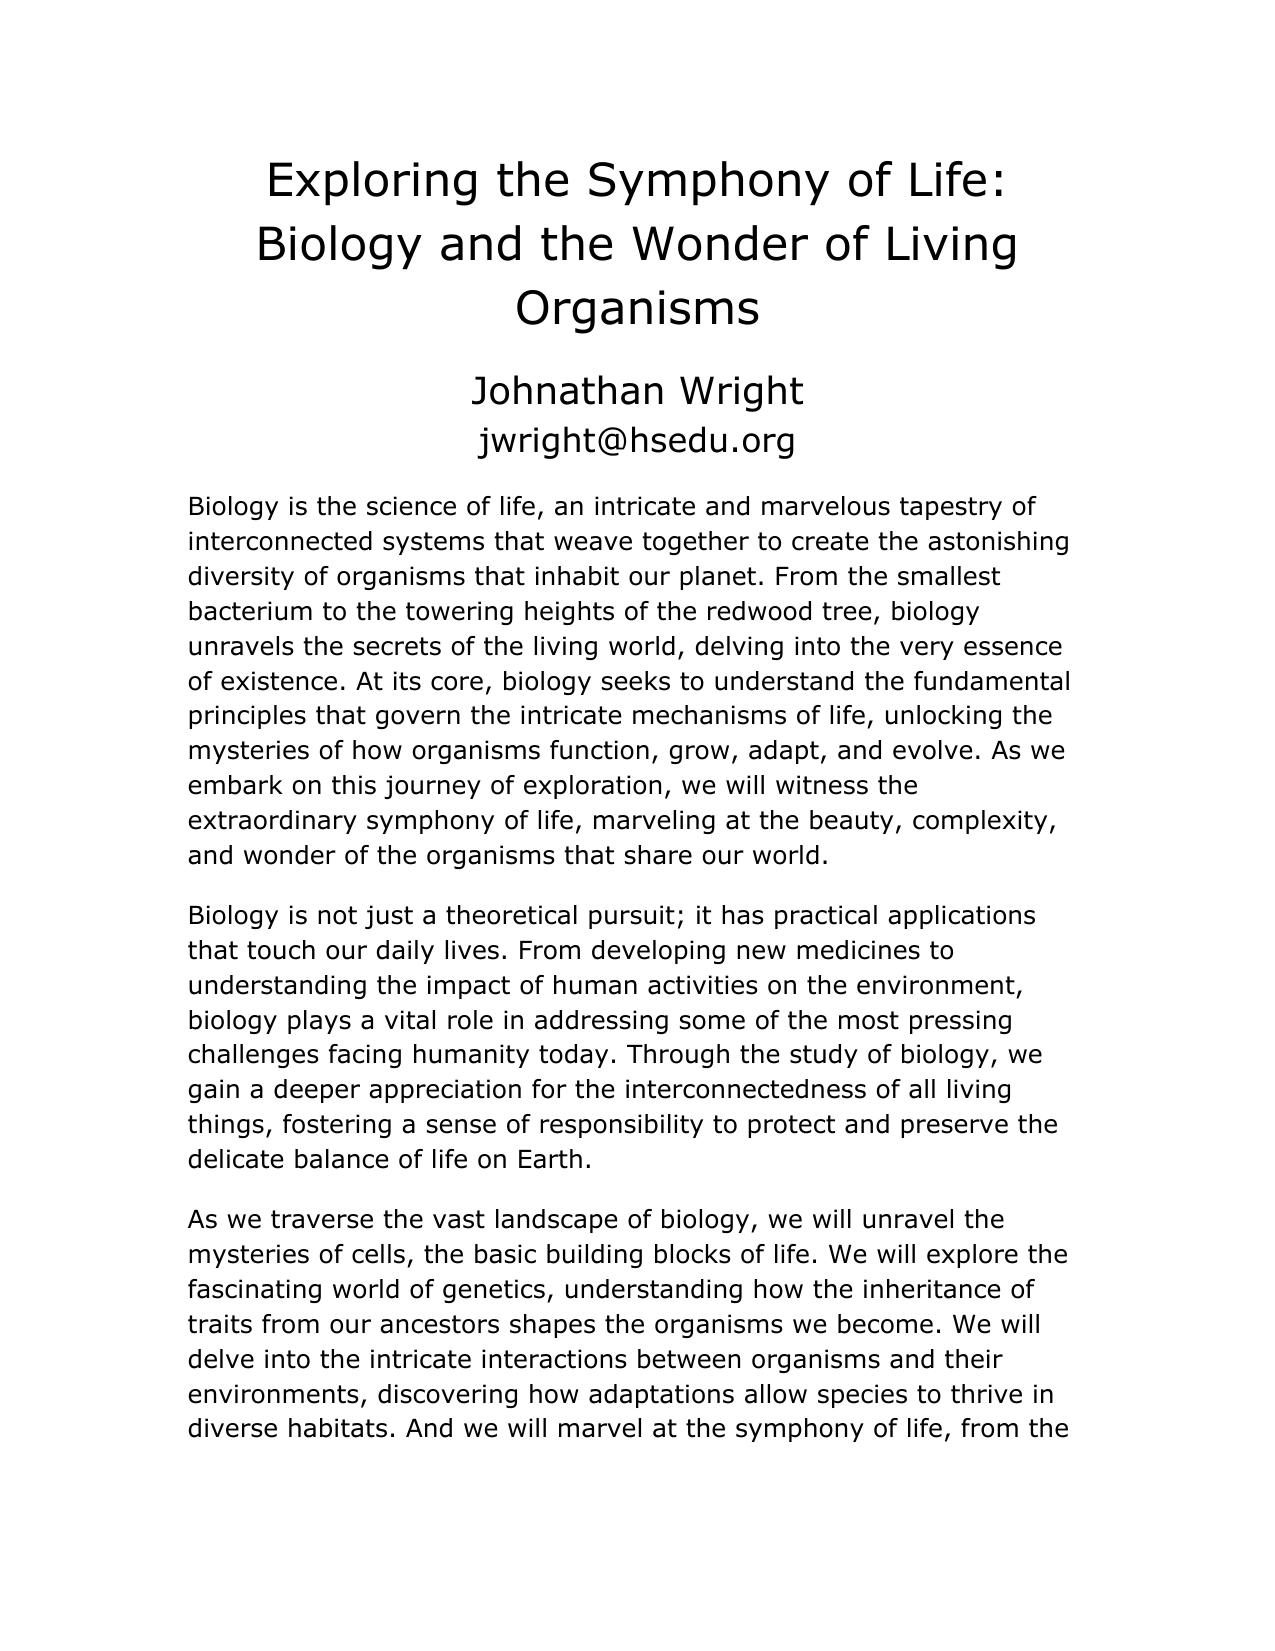 Exploring the Symphony of Life:
Biology and the Wonder of Living
Organisms
Johnathan Wright
jwright@hsedu.org
Biology is the science of life, an intricate and marvelous tapestry of
interconnected systems that weave together to create the astonishing
diversity of organisms that inhabit our planet. From the smallest
bacterium to the towering heights of the redwood tree, biology
unravels the secrets of the living world, delving into the very essence
of existence. At its core, biology seeks to understand the fundamental
principles that govern the intricate mechanisms of life, unlocking the
mysteries of how organisms function, grow, adapt, and evolve. As we
embark on this journey of exploration, we will witness the
extraordinary symphony of life, marveling at the beauty, complexity,
and wonder of the organisms that share our world.
Biology is not just a theoretical pursuit; it has practical applications
that touch our daily lives. From developing new medicines to
understanding the impact of human activities on the environment,
biology plays a vital role in addressing some of the most pressing
challenges facing humanity today. Through the study of biology, we
gain a deeper appreciation for the interconnectedness of all living
things, fostering a sense of responsibility to protect and preserve the
delicate balance of life on Earth.
As we traverse the vast landscape of biology, we will unravel the
mysteries of cells, the basic building blocks of life. We will explore the
fascinating world of genetics, understanding how the inheritance of
traits from our ancestors shapes the organisms we become. We will
delve into the intricate interactions between organisms and their
environments, discovering how adaptations allow species to thrive in
diverse habitats. And we will marvel at the symphony of life, from the